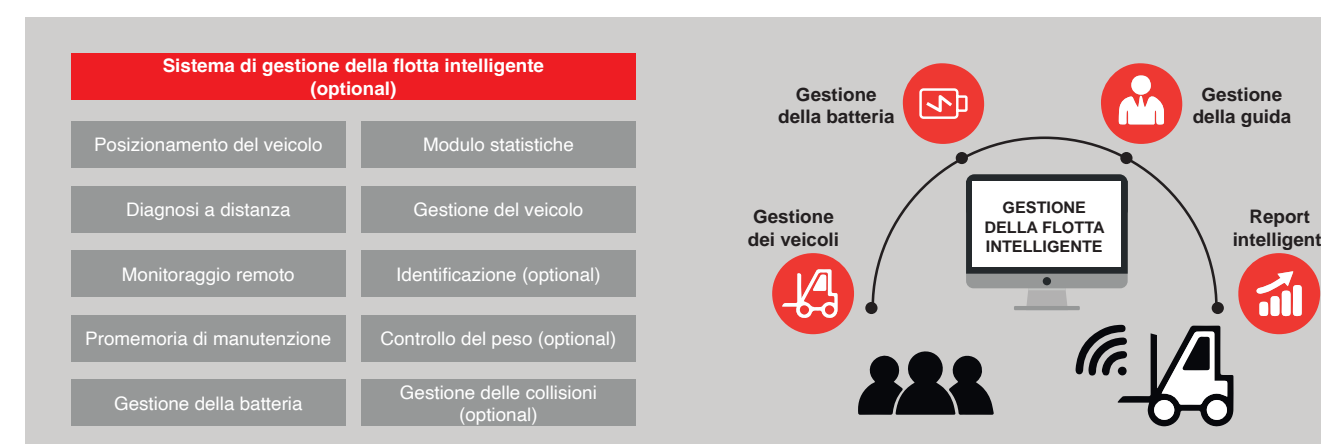 Sistema di gestione della flotta intelligente
(optional)
Posizionamento del veicolo
Modulo statistiche
Diagnosi a distanza
Gestione del veicolo
Monitoraggio remoto
Identificazione (optional)
Promemoria di manutenzione
Controllo del peso (optional)
Gestione della batteria
Gestione delle collisioni
(optional)
Gestione
della batteria
Gestione
della guida
Gestione
dei veicoli
GESTIONE
DELLA FLOTTA
INTELLIGENTE
Report
intelligent